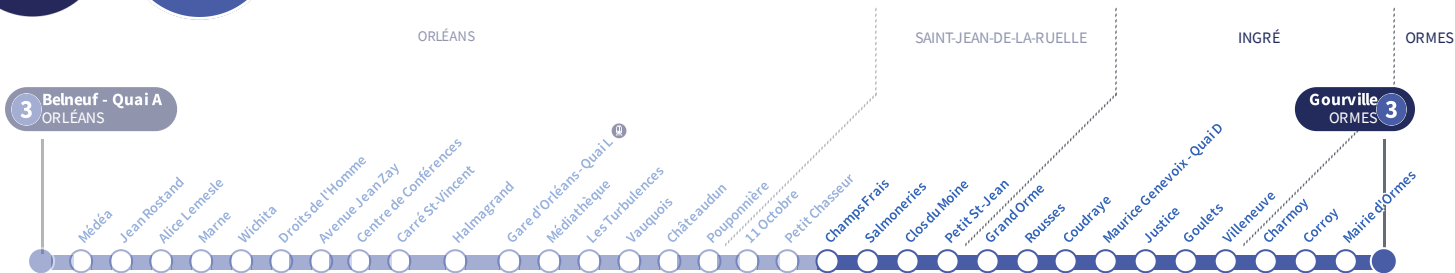 ORLÉANS
SAINT-JEAN-DE-LA-RUELLE
INGRÉ
ORMES
3
Belneuf - Quai A
ORLÉANS
Gourville
ORMES
3
Médéa
Jean Rostand
Alice Lemesle
Marne
Wichita
Droits de l'Homme
Avenue Jean Zay
Centre de Conférences
Carré St-Vincent
Halmagrand
Gare d'Orléans - Quai L
Médiathèque
Les Turbulences
Vauquois
Châteaudun
Pouponnière
11 Octobre
Petit Chasseur
Champs Frais
Salmoneries
Clos du Moine
Petit St-Jean
Grand Orme
Rousses
Coudraye
Maurice Genevoix - Quai D
Justice
Goulets
Villeneuve
Charmoy
Corroy
Mairie d'Ormes